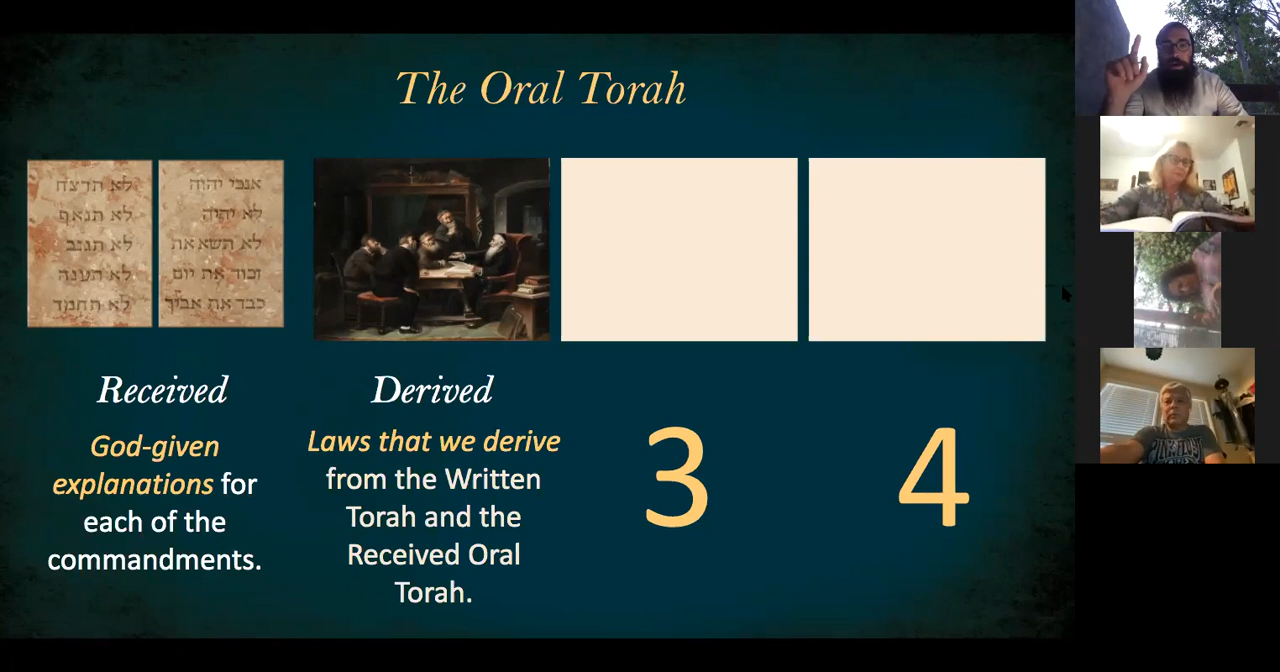 The Oral Torah
אנכי יהוה
לא יהיה
לא תשא את
זכור את יום
כבד את אביך
לא תרצח
לא תנאף
לא תגנב
לא תענה
לא תחמד
Received
God-given
explanations for
each of the
commandments.
Derived
Laws that we derive
from the Written
Torah and the
Received Oral
Torah.
3
4